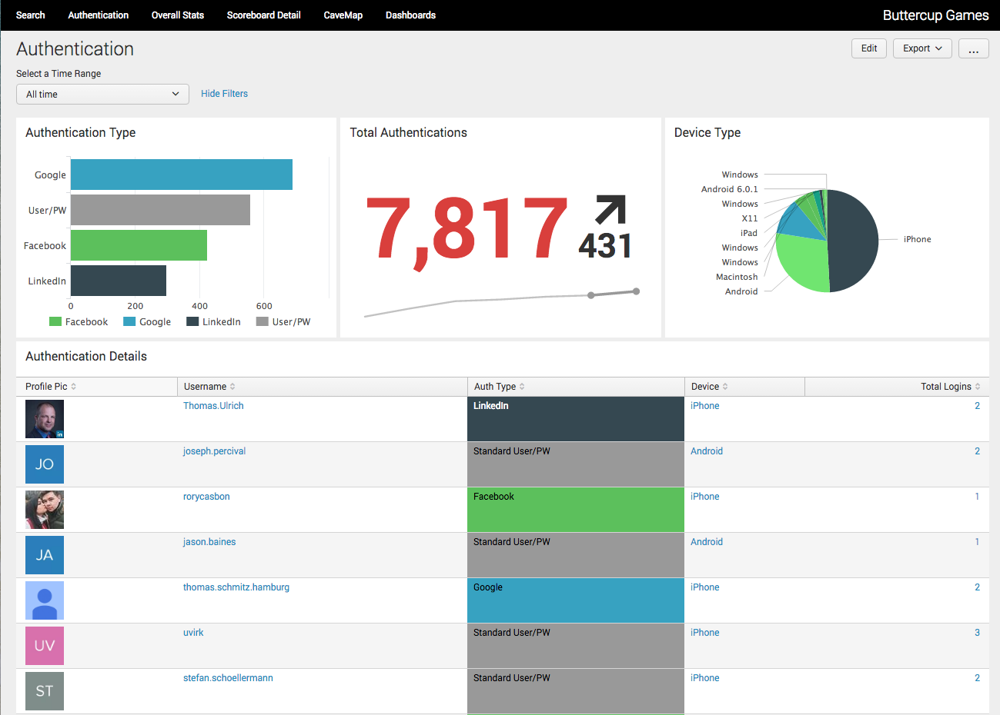 Search Authentication Overall Stats Scoreboard Detail CaveMap Dashboards Buttercup Games
Authentication
Edit Export ...
Select a Time Range
All time Hide Filters
Authentication Type
Google
User/PW
Facebook
LinkedIn
0 200 400 600
Facebook Google LinkedIn User/PW
Total Authentications
7,817
431
Device Type
Windows
Android 6.0.1
Windows
X11
iPad
Windows
Windows
Macintosh
Android
iPhone
Authentication Details
Profile Pic Username Auth Type Device Total Logins
in Thomas.Ulrich LinkedIn iPhone 2
JO joseph.percival Standard User/PW Android 2
rorycasbon Facebook iPhone 1
JA jason.baines Standard User/PW Android 1
thomas.schmitz.hamburg Google iPhone 2
UV uvirk Standard User/PW iPhone 3
ST stefan.schoellermann Standard User/PW iPhone 2